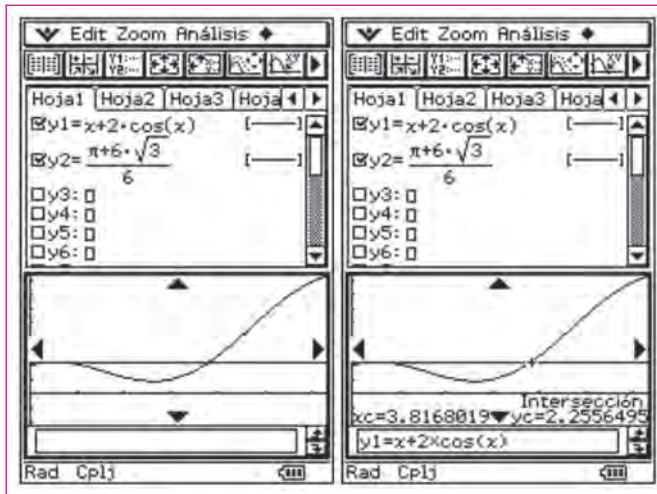 Edit Zoom Análisis
Hoja1 Hoja2 Hoja3 Hoja
y1=x+2·cos(x) [—]
y2= π+6·√3 [—]
6
y3:
y4:
y5:
y6:
Rad Cplj
Edit Zoom Análisis
Hoja1 Hoja2 Hoja3 Hoja
y1=x+2·cos(x) [—]
y2= π+6·√3 [—]
6
y3:
y4:
y5:
y6:
Intersección
xc=3.8168019 yc=2.2556495
y1=x+2×cos(x)
Rad Cplj